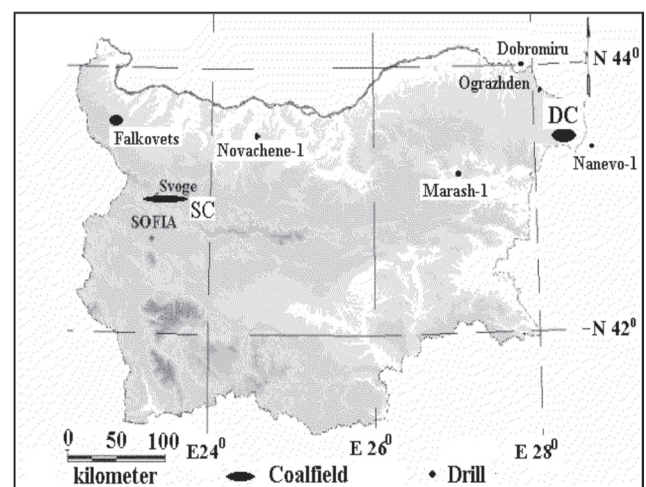 Dobromiru
N 44⁰
Ograzhden
DC
Falkovets
Novachene-1
Nanevo-1
Marash-1
Svoge
SC
SOFIA
N 42⁰
0 50 100
kilometer
E24⁰
E 26⁰
E 28⁰
Coalfield
Drill